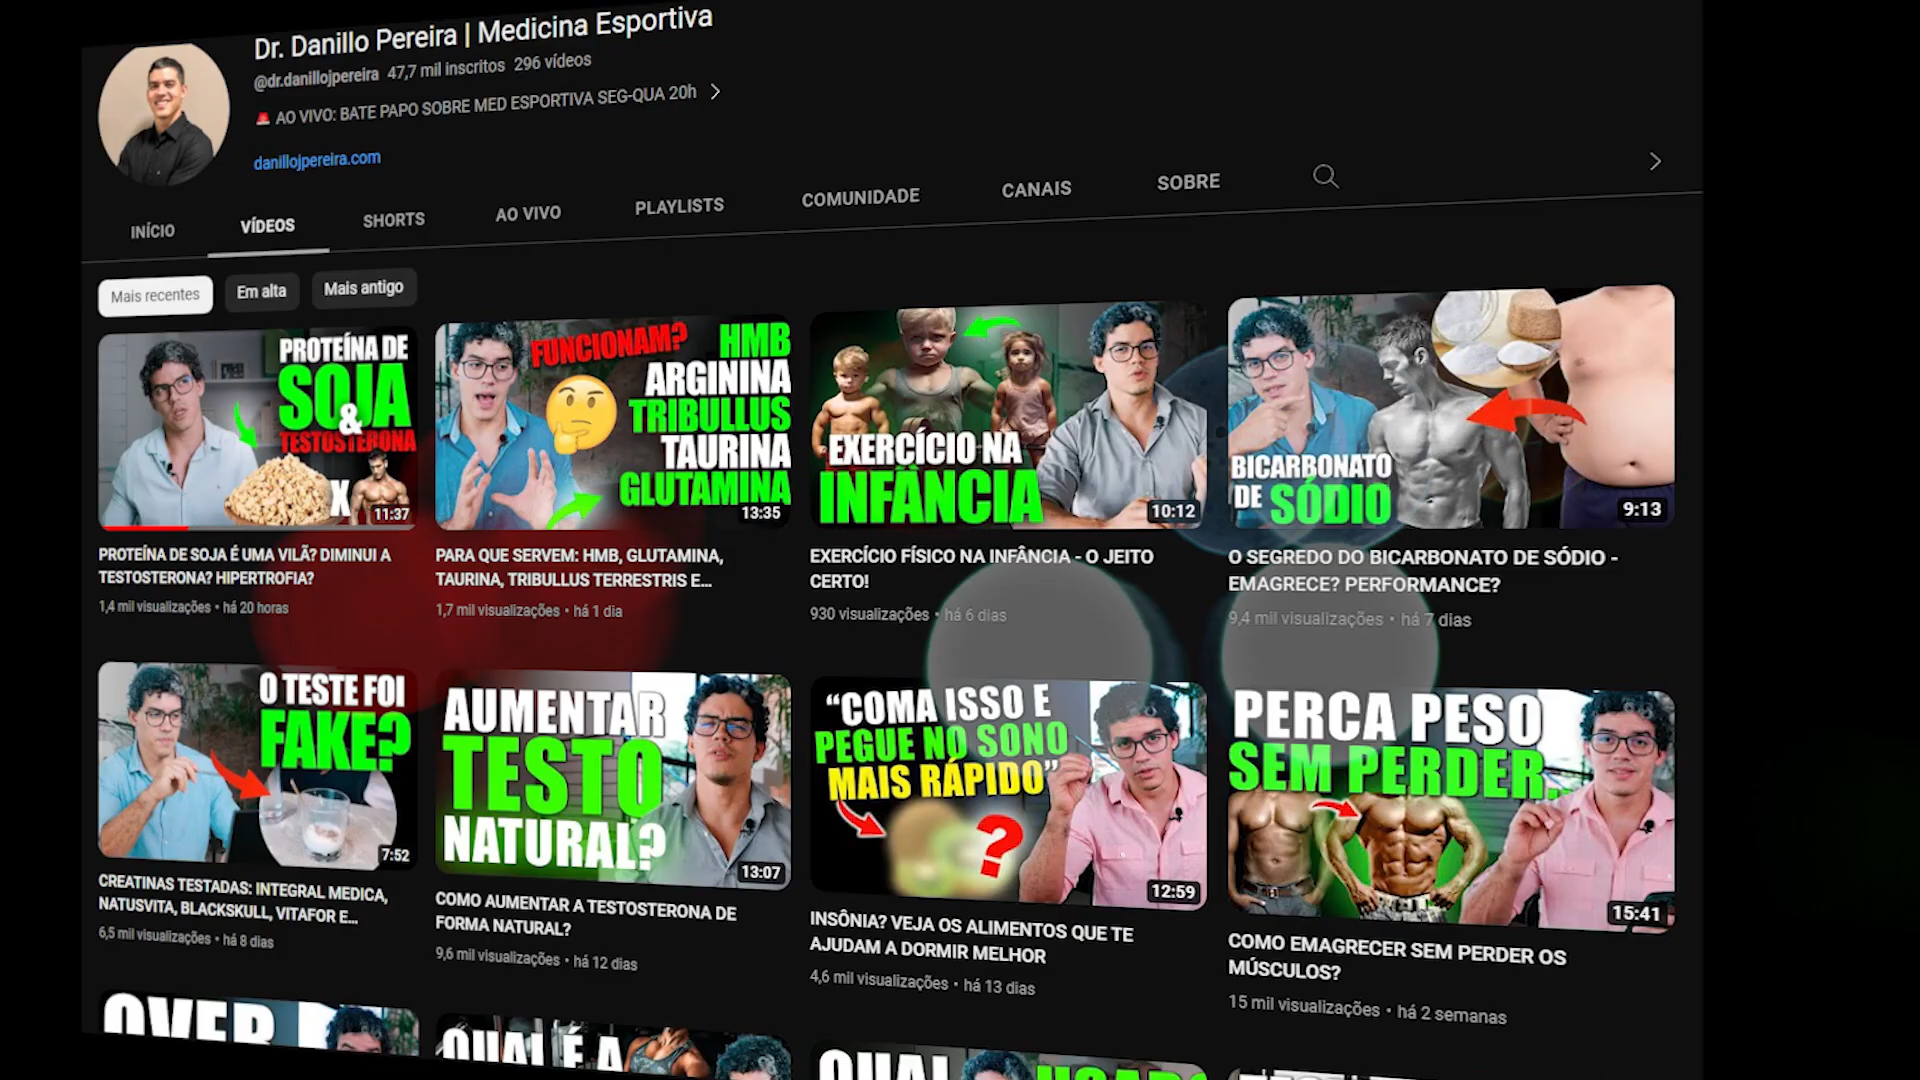 Dr. Danillo Pereira | Medicina Esportiva
@dr.danillojpereira 47,7 mil inscritos 296 vídeos
AO VIVO: BATE PAPO SOBRE MED ESPORTIVA SEG-QUA 20h
danillojpereira.com
INÍCIO VÍDEOS SHORTS AO VIVO PLAYLISTS COMUNIDADE CANAIS SOBRE
Mais recentes Em alta Mais antigo
PROTEÍNA DE
SOJA
&
TESTOSTERONA
X
11:37
FUNCIONAM?
HMB
ARGININA
TRIBULLUS
TAURINA
GLUTAMINA
13:35
EXERCÍCIO NA
INFÂNCIA
10:12
BICARBONATO
DE SÓDIO
9:13
PROTEÍNA DE SOJA É UMA VILÃ? DIMINUI A
TESTOSTERONA? HIPERTROFIA?
1,4 mil visualizações • há 20 horas
PARA QUE SERVEM: HMB, GLUTAMINA,
TAURINA, TRIBULLUS TERRESTRIS E...
1,7 mil visualizações • há 1 dia
EXERCÍCIO FÍSICO NA INFÂNCIA - O JEITO
CERTO!
930 visualizações • há 6 dias
O SEGREDO DO BICARBONATO DE SÓDIO -
EMAGRECE? PERFORMANCE?
9,4 mil visualizações • há 7 dias
O TESTE FOI
FAKE?
7:52
AUMENTAR
TESTO
NATURAL?
13:07
“COMA ISSO E
PEGUE NO SONO
MAIS RÁPIDO”
?
12:59
PERCA PESO
SEM PERDER..
15:41
CREATINAS TESTADAS: INTEGRAL MEDICA,
NATUSVITA, BLACKSKULL, VITAFOR E...
6,5 mil visualizações • há 8 dias
COMO AUMENTAR A TESTOSTERONA DE
FORMA NATURAL?
9,6 mil visualizações • há 12 dias
INSÔNIA? VEJA OS ALIMENTOS QUE TE
AJUDAM A DORMIR MELHOR
4,6 mil visualizações • há 13 dias
COMO EMAGRECER SEM PERDER OS
MÚSCULOS?
15 mil visualizações • há 2 semanas
OVER
QUAL É A
QUAL